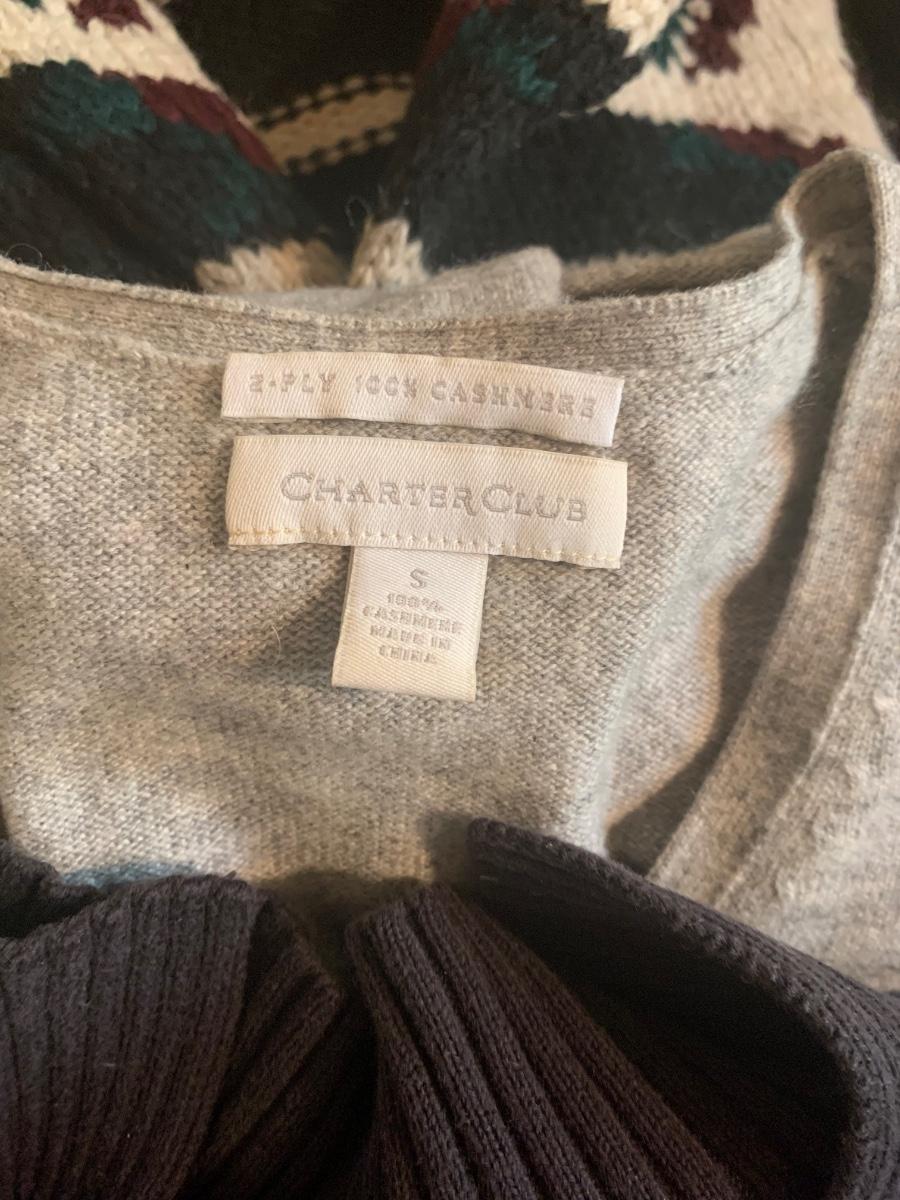 2-PLY 100% CASHMERE
CHARTER CLUB
S
100%
CASHMERE
MADE IN
CHINA